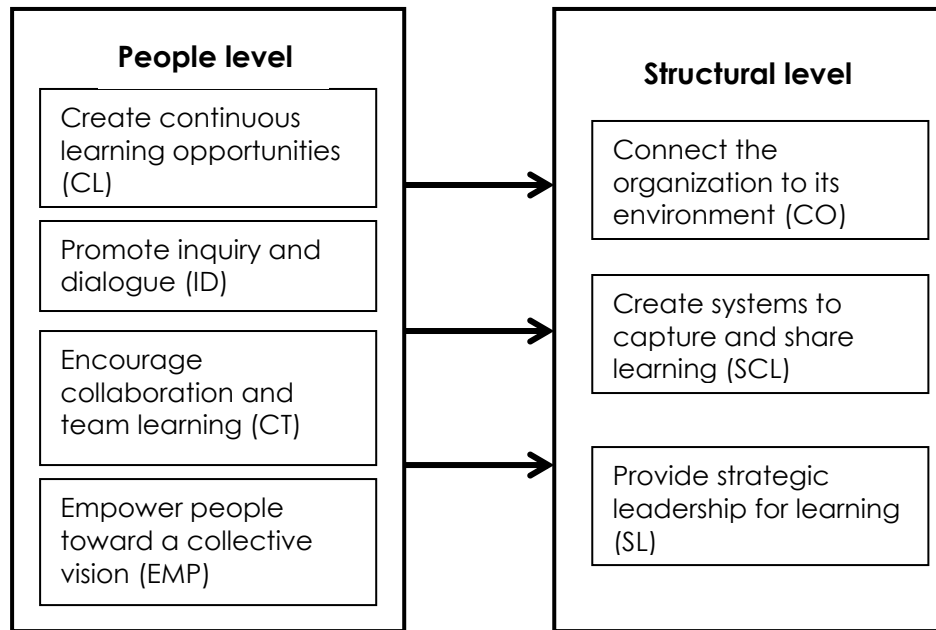 People level
Create continuous
learning opportunities
(CL)
Promote inquiry and
dialogue (ID)
Encourage
collaboration and
team learning (CT)
Empower people
toward a collective
vision (EMP)
Structural level
Connect the
organization to its
environment (CO)
Create systems to
capture and share
learning (SCL)
Provide strategic
leadership for learning
(SL)